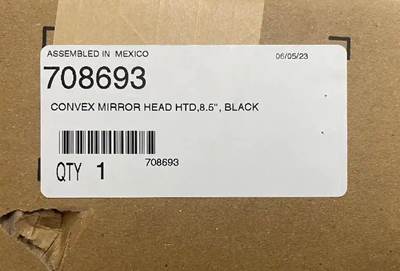 ASSEMBLED IN MEXICO 06/05/23
708693
CONVEX MIRROR HEAD HTD,8.5", BLACK
708693
QTY 1